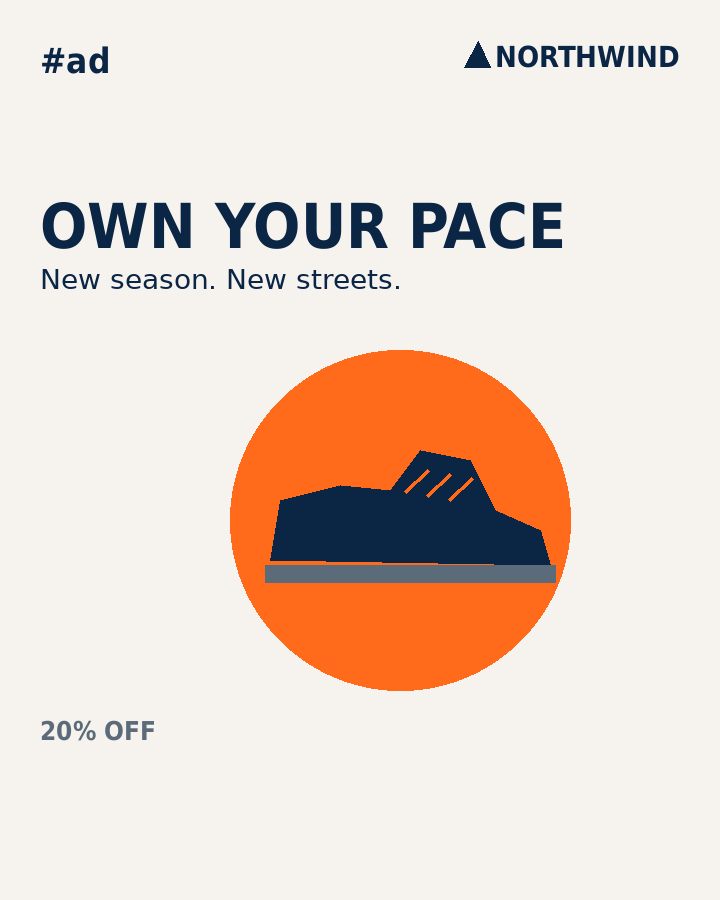 #ad
NORTHWIND
OWN YOUR PACE
New season. New streets.
20% OFF